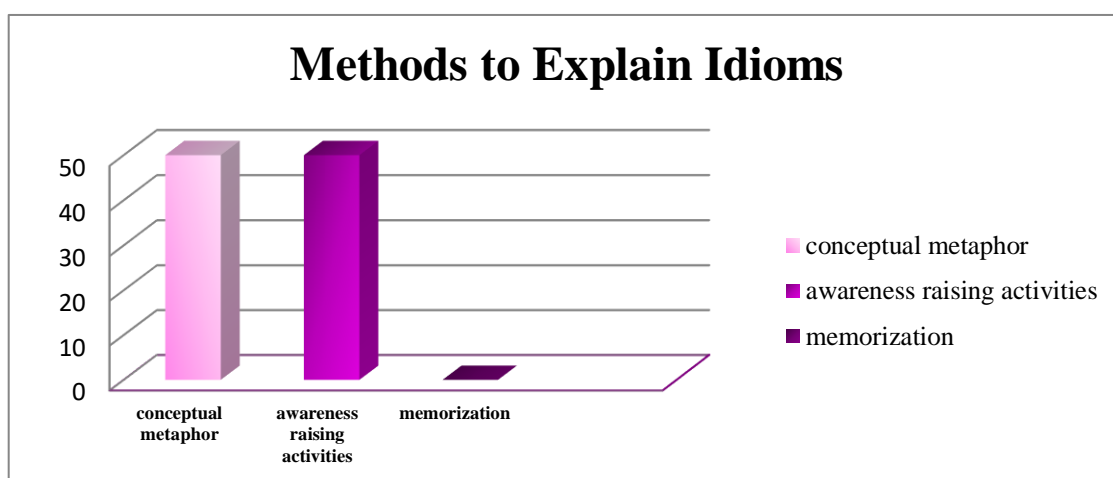 Methods to Explain Idioms
50
40
30
20
10
0
conceptual
metaphor
awareness
raising
activities
memorization
conceptual metaphor
awareness raising activities
memorization